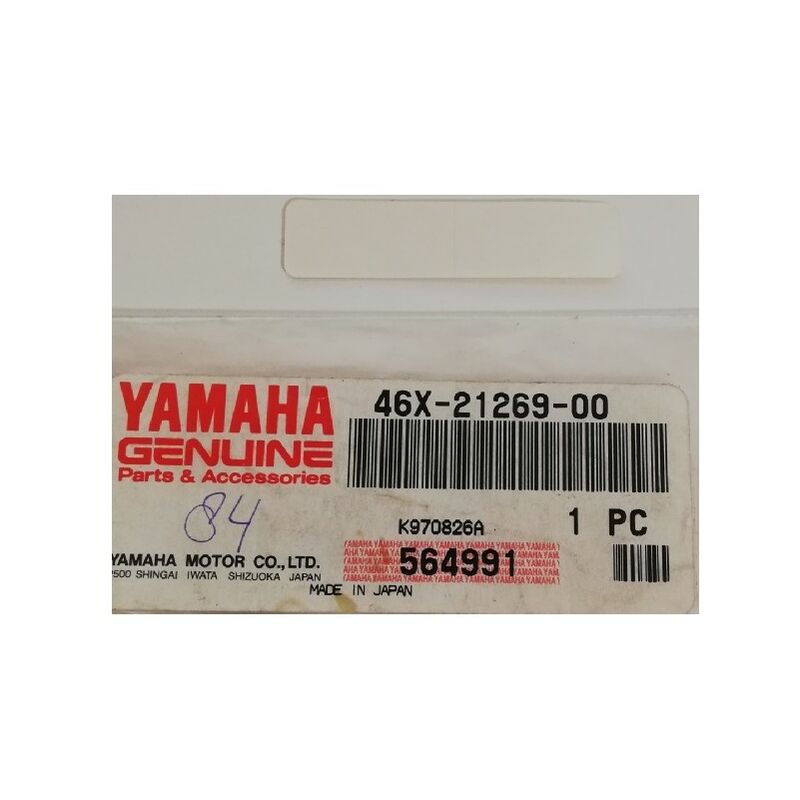 YAMAHA
GENUINE
Parts & Accessories
46X-21269-00
84
K970826A
1 PC
564991
YAMAHA MOTOR CO.,LTD.
2500 SHINGAI IWATA SHIZUOKA JAPAN
MADE IN JAPAN